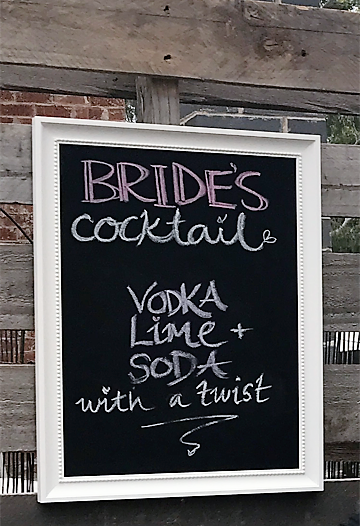 BRIDE'S
cocktail
VODKA
Lime +
SODA
with a twist